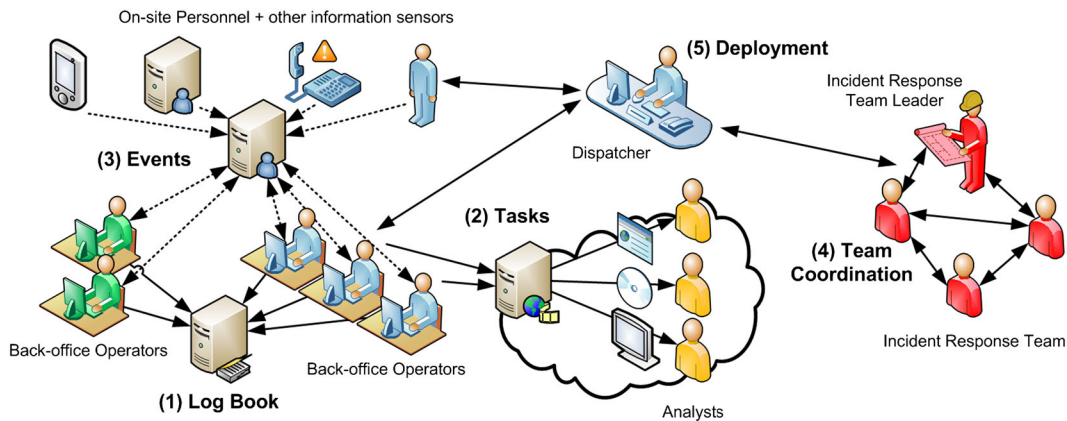 On-site Personnel + other information sensors
(5) Deployment
Incident Response
Team Leader
(3) Events
Dispatcher
(2) Tasks
(4) Team
Coordination
Back-office Operators
Back-office Operators
Incident Response Team
(1) Log Book
Analysts